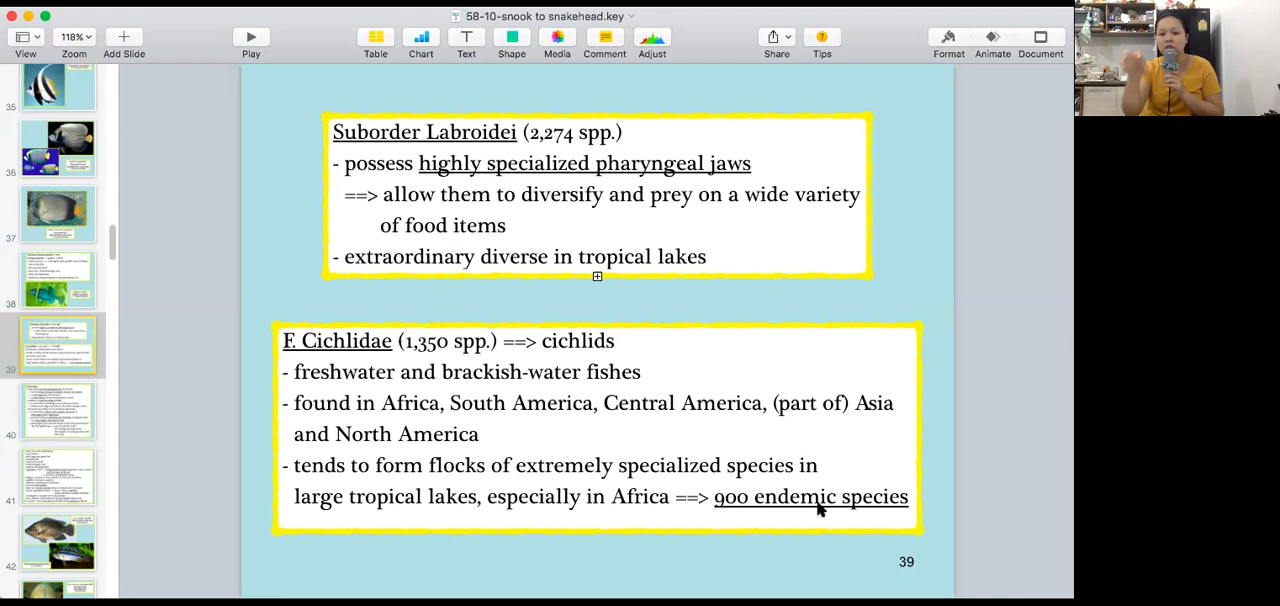 58-10-snook to snakehead.key
118%
View
Zoom
Add Slide
Play
Table
Chart
Text
Shape
Media
Comment
Adjust
Share
Tips
Format
Animate
Document
35
36
37
38
39
40
41
42
Suborder Labroidei (2,274 spp.)
- possess highly specialized pharyngeal jaws
==> allow them to diversify and prey on a wide variety
of food items
- extraordinary diverse in tropical lakes
F. Cichlidae (1,350 spp.) ==> cichlids
- freshwater and brackish-water fishes
- found in Africa, South America, Central America, (part of) Asia
and North America
- tends to form flocks of extremely specialized species in
large tropical lakes, specially in Africa ==> 900 endemic species
39